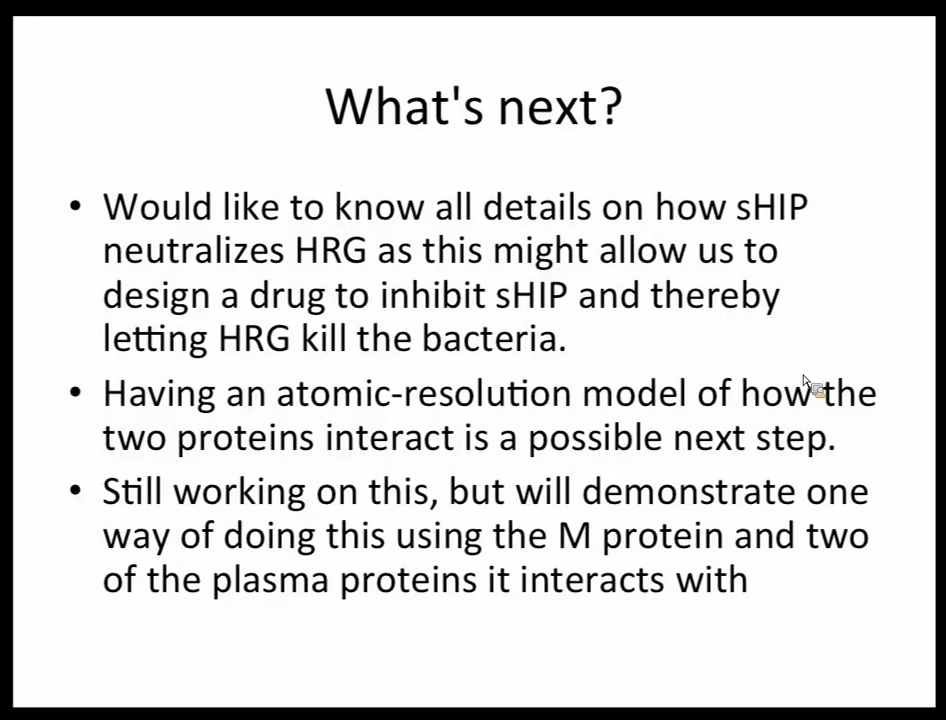 What's next?
• Would like to know all details on how sHIP
neutralizes HRG as this might allow us to
design a drug to inhibit sHIP and thereby
letting HRG kill the bacteria.
• Having an atomic-resolution model of how the
two proteins interact is a possible next step.
• Still working on this, but will demonstrate one
way of doing this using the M protein and two
of the plasma proteins it interacts with